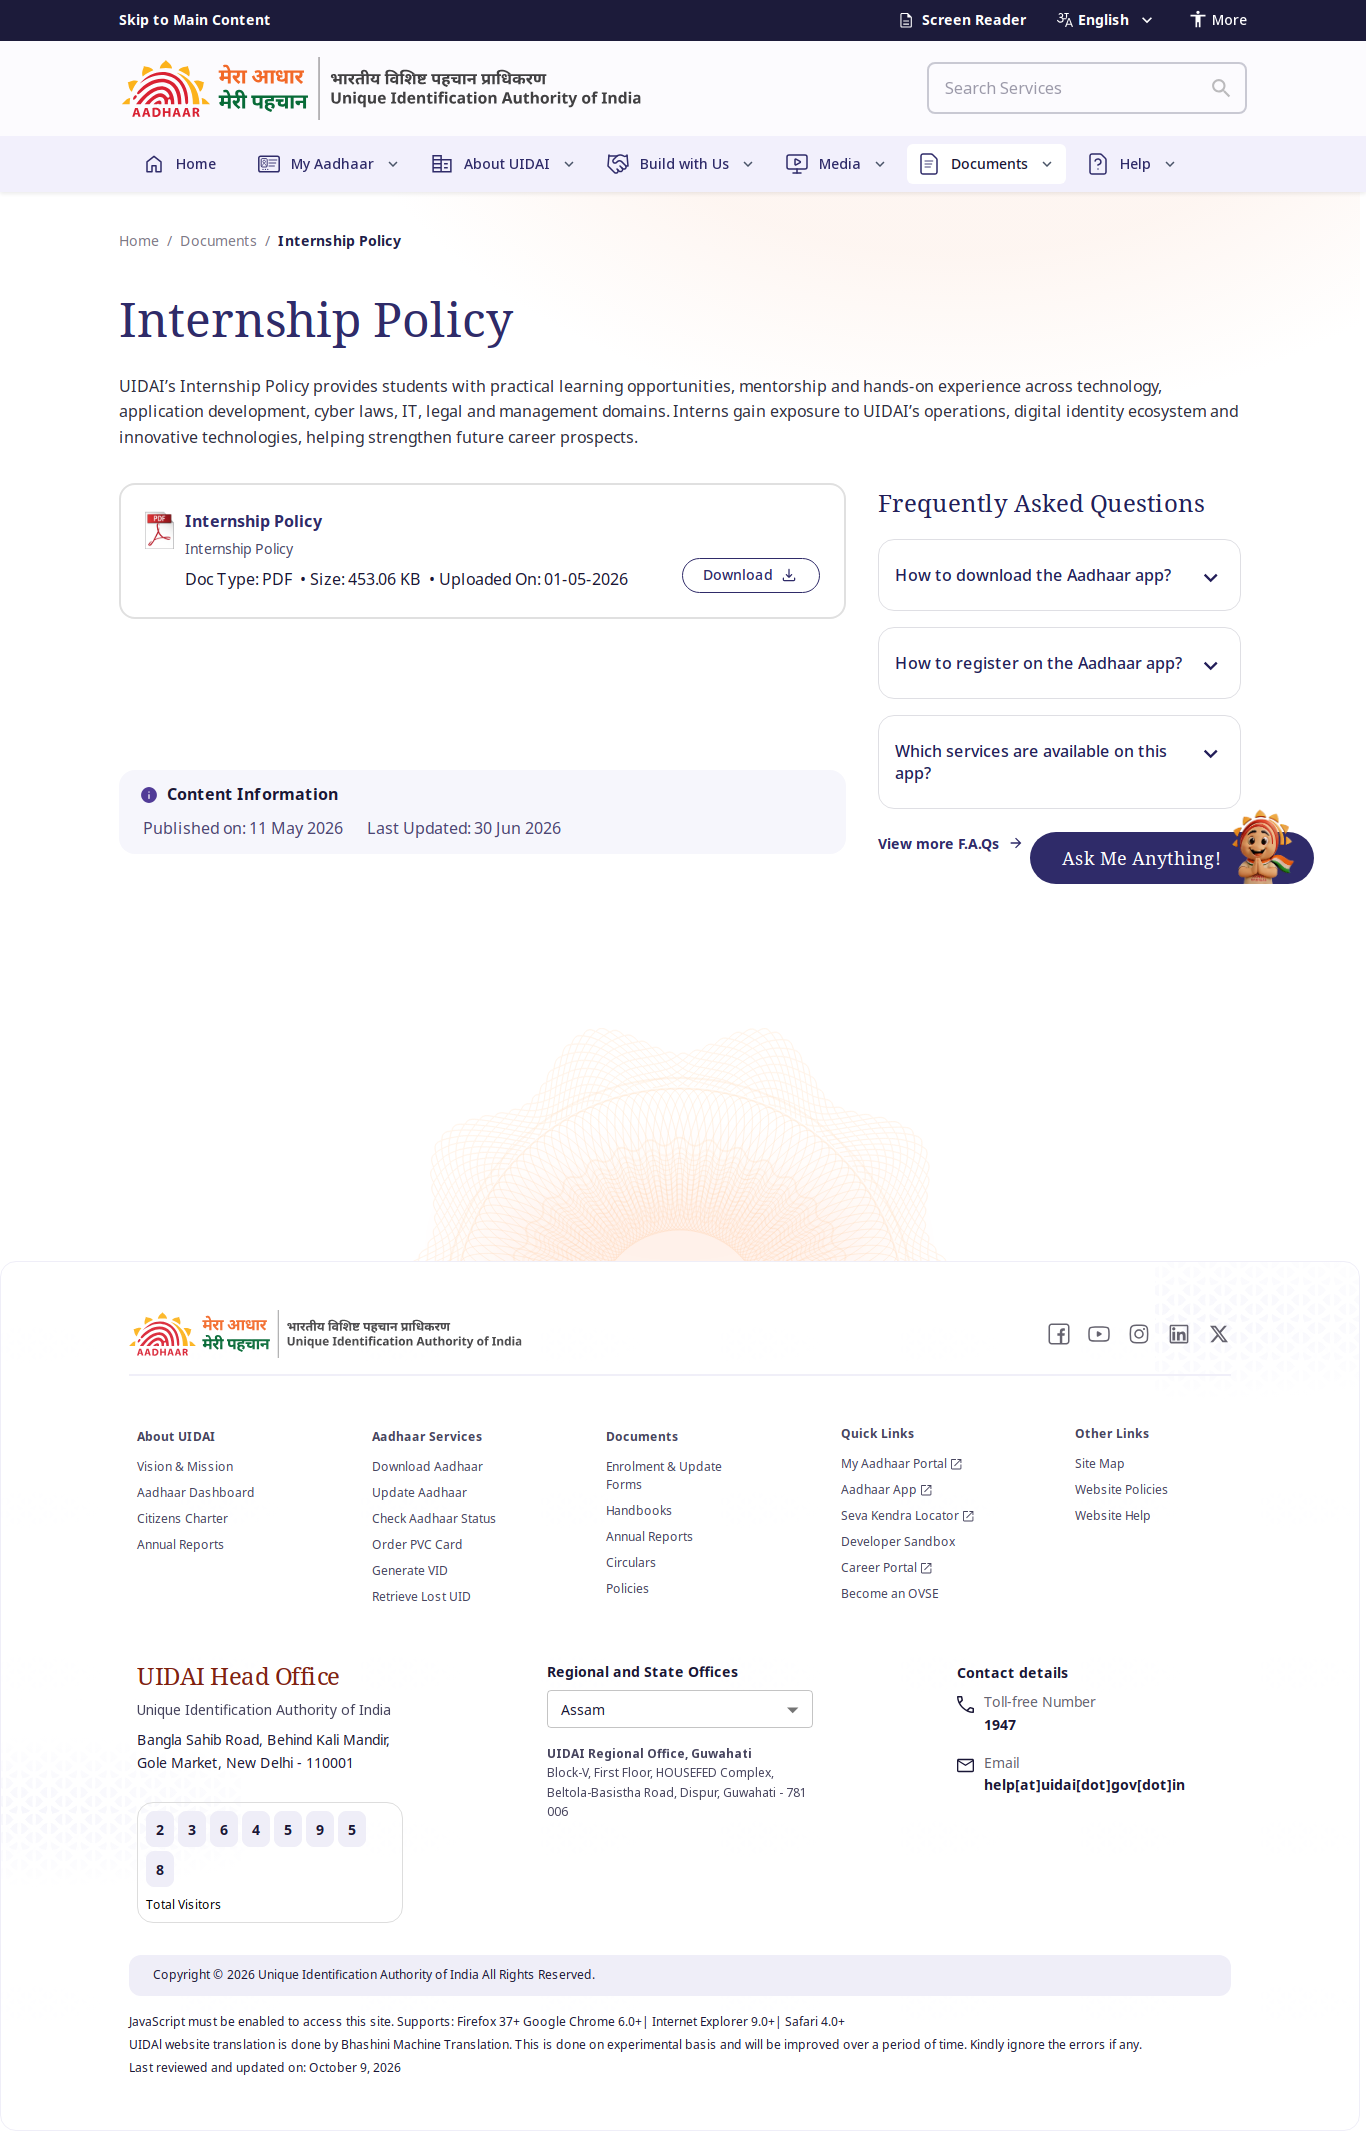 Skip to Main Content
Screen Reader
English
More
मेरा आधार
मेरी पहचान
AADHAAR
भारतीय विशिष्ट पहचान प्राधिकरण
Unique Identification Authority of India
Search Services
Home
My Aadhaar
About UIDAI
Build with Us
Media
Documents
Help
Home / Documents / Internship Policy
Internship Policy
UIDAI’s Internship Policy provides students with practical learning opportunities, mentorship and hands-on experience across technology,
application development, cyber laws, IT, legal and management domains. Interns gain exposure to UIDAI’s operations, digital identity ecosystem and
innovative technologies, helping strengthen future career prospects.
PDF
Internship Policy
Internship Policy
Doc Type: PDF • Size: 453.06 KB • Uploaded On: 01-05-2026
Download
Content Information
Published on: 11 May 2026
Last Updated: 30 Jun 2026
Frequently Asked Questions
How to download the Aadhaar app?
How to register on the Aadhaar app?
Which services are available on this
app?
View more F.A.Qs
Ask Me Anything!
मेरा आधार
मेरी पहचान
AADHAAR
भारतीय विशिष्ट पहचान प्राधिकरण
Unique Identification Authority of India
About UIDAI
Vision & Mission
Aadhaar Dashboard
Citizens Charter
Annual Reports
Aadhaar Services
Download Aadhaar
Update Aadhaar
Check Aadhaar Status
Order PVC Card
Generate VID
Retrieve Lost UID
Documents
Enrolment & Update
Forms
Handbooks
Annual Reports
Circulars
Policies
Quick Links
My Aadhaar Portal
Aadhaar App
Seva Kendra Locator
Developer Sandbox
Career Portal
Become an OVSE
Other Links
Site Map
Website Policies
Website Help
UIDAI Head Office
Unique Identification Authority of India
Bangla Sahib Road, Behind Kali Mandir,
Gole Market, New Delhi - 110001
2 3 6 4 5 9 5
8
Total Visitors
Regional and State Offices
Assam
UIDAI Regional Office, Guwahati
Block-V, First Floor, HOUSEFED Complex,
Beltola-Basistha Road, Dispur, Guwahati - 781
006
Contact details
Toll-free Number
1947
Email
help[at]uidai[dot]gov[dot]in
Copyright © 2026 Unique Identification Authority of India All Rights Reserved.
JavaScript must be enabled to access this site. Supports: Firefox 37+ Google Chrome 6.0+| Internet Explorer 9.0+| Safari 4.0+
UIDAI website translation is done by Bhashini Machine Translation. This is done on experimental basis and will be improved over a period of time. Kindly ignore the errors if any.
Last reviewed and updated on: October 9, 2026